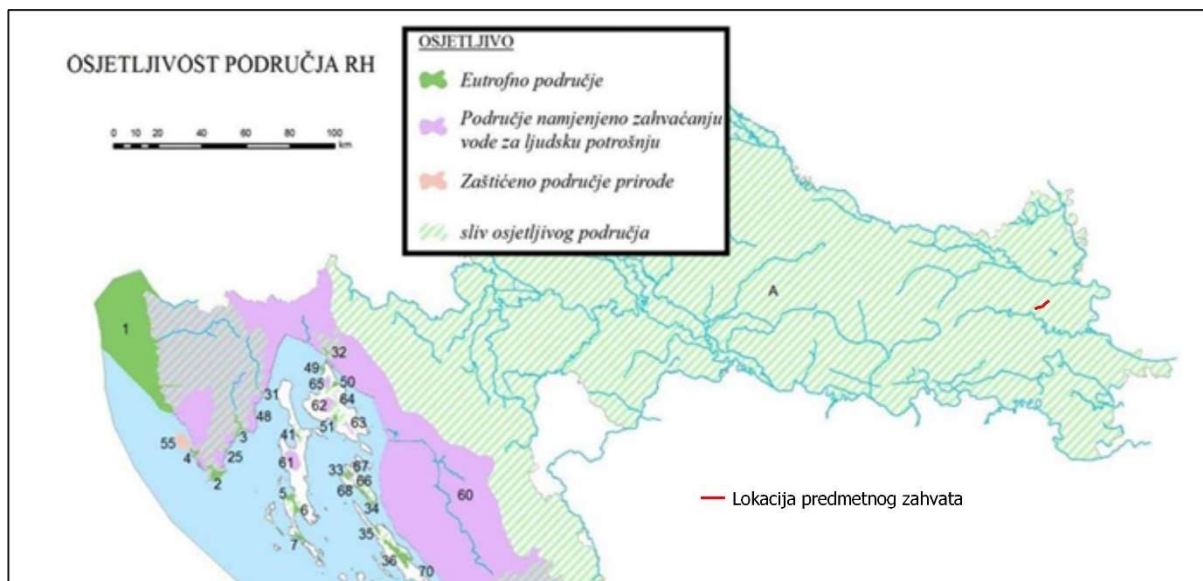 OSJETLJIVOST PODRUČJA RH
0 10 20 40 60 80 100
km
OSJETLJIVO
Eutrofno područje
Područje namjenjeno zahvaćanju
vode za ljudsku potrošnju
Zaštićeno područje prirode
sliv osjetljivog područja
A
1
32
49
65
50
31
62
64
48
51
63
3
41
55
4
25
61
2
67
33
66
68
60
5
6
34
7
35
36
70
Lokacija predmetnog zahvata